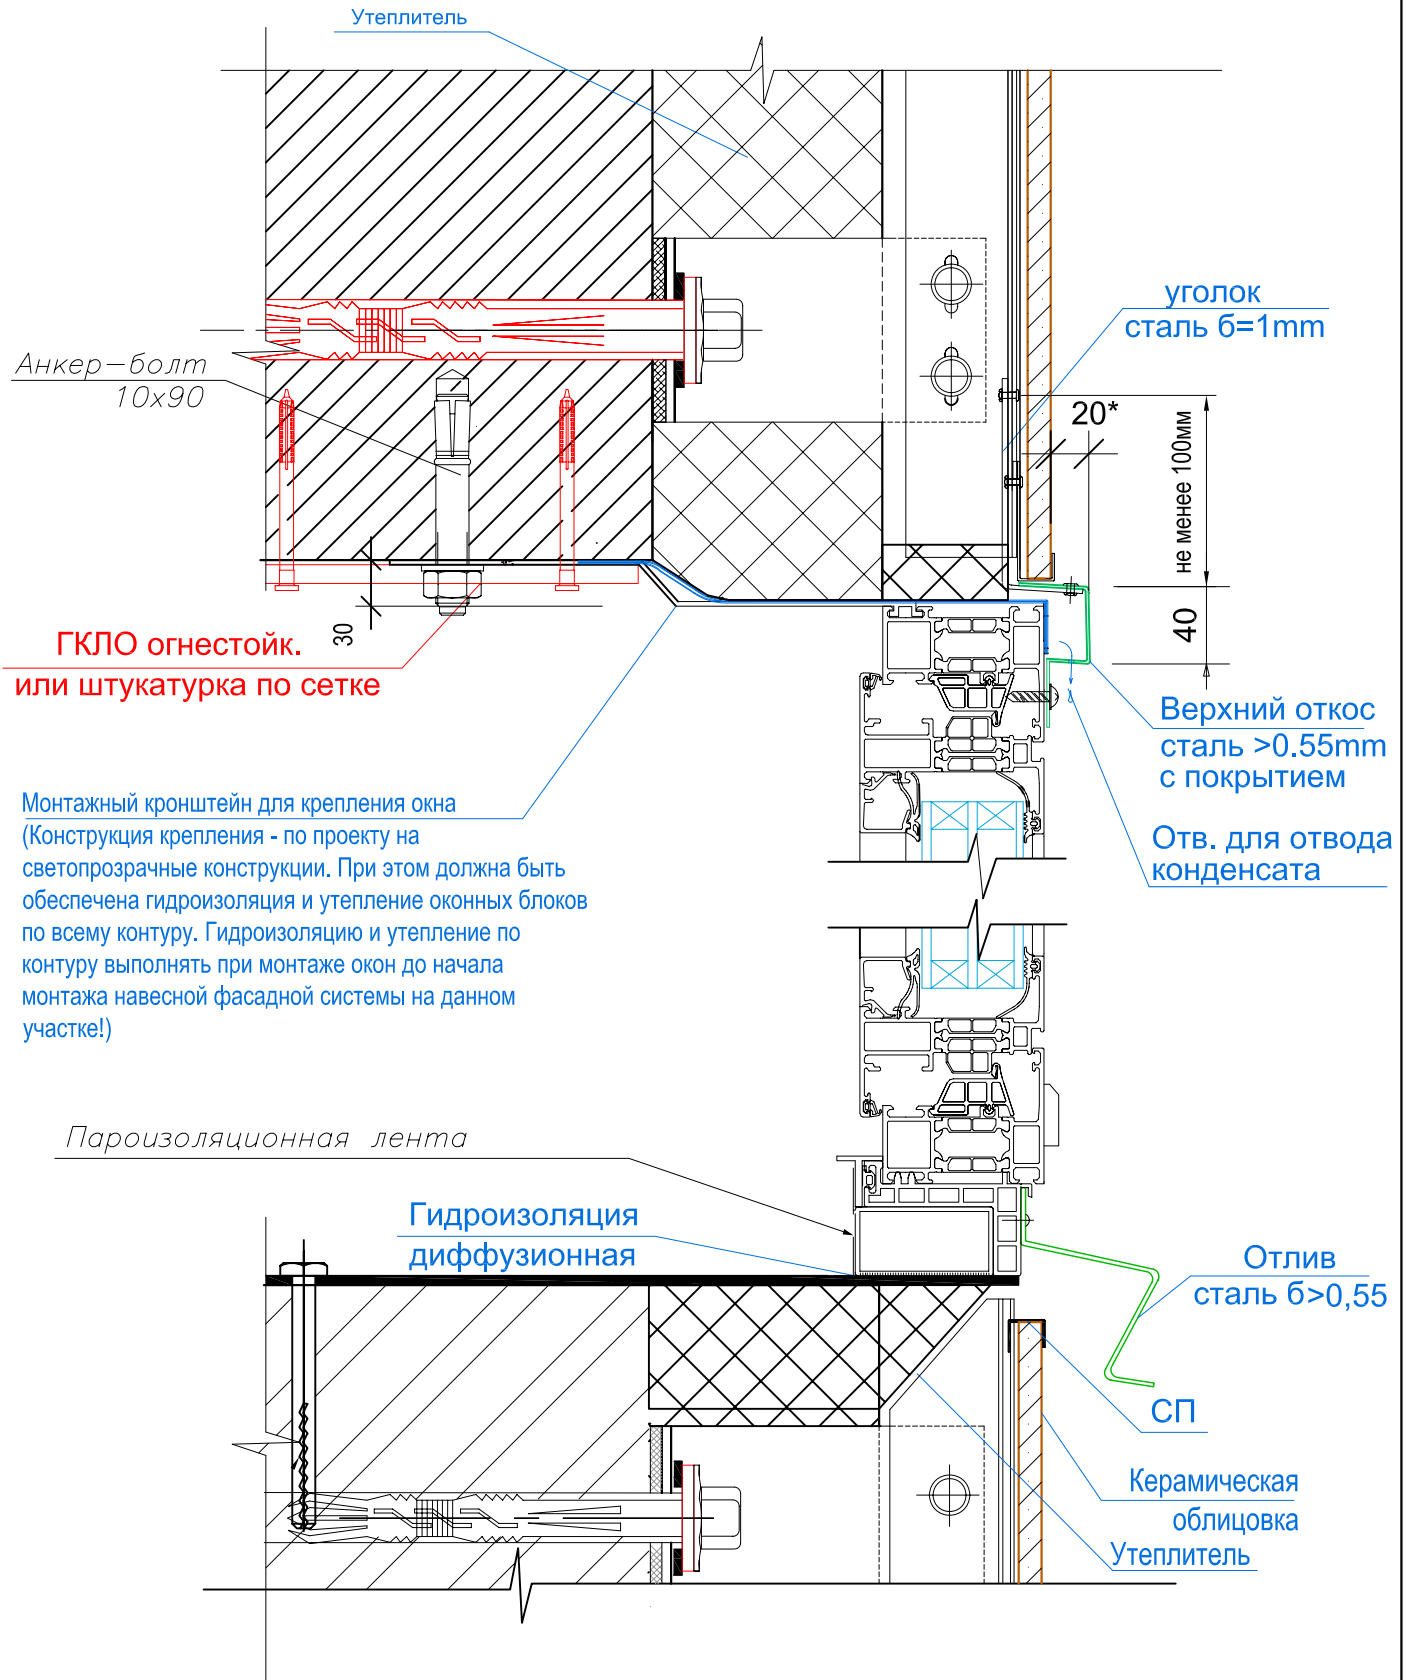 Утеплитель
уголок
сталь б=1mm
Анкер-болт
10х90
20*
не менее 100мм
40
30
ГКЛО огнестойк.
или штукатурка по сетке
Верхний откос
сталь >0.55mm
с покрытием
Отв. для отвода
конденсата
Монтажный кронштейн для крепления окна
(Конструкция крепления - по проекту на
светопрозрачные конструкции. При этом должна быть
обеспечена гидроизоляция и утепление оконных блоков
по всему контуру. Гидроизоляцию и утепление по
контуру выполнять при монтаже окон до начала
монтажа навесной фасадной системы на данном
участке!)
Пароизоляционная лента
Гидроизоляция
диффузионная
Отлив
сталь б>0,55
СП
Керамическая
облицовка
Утеплитель